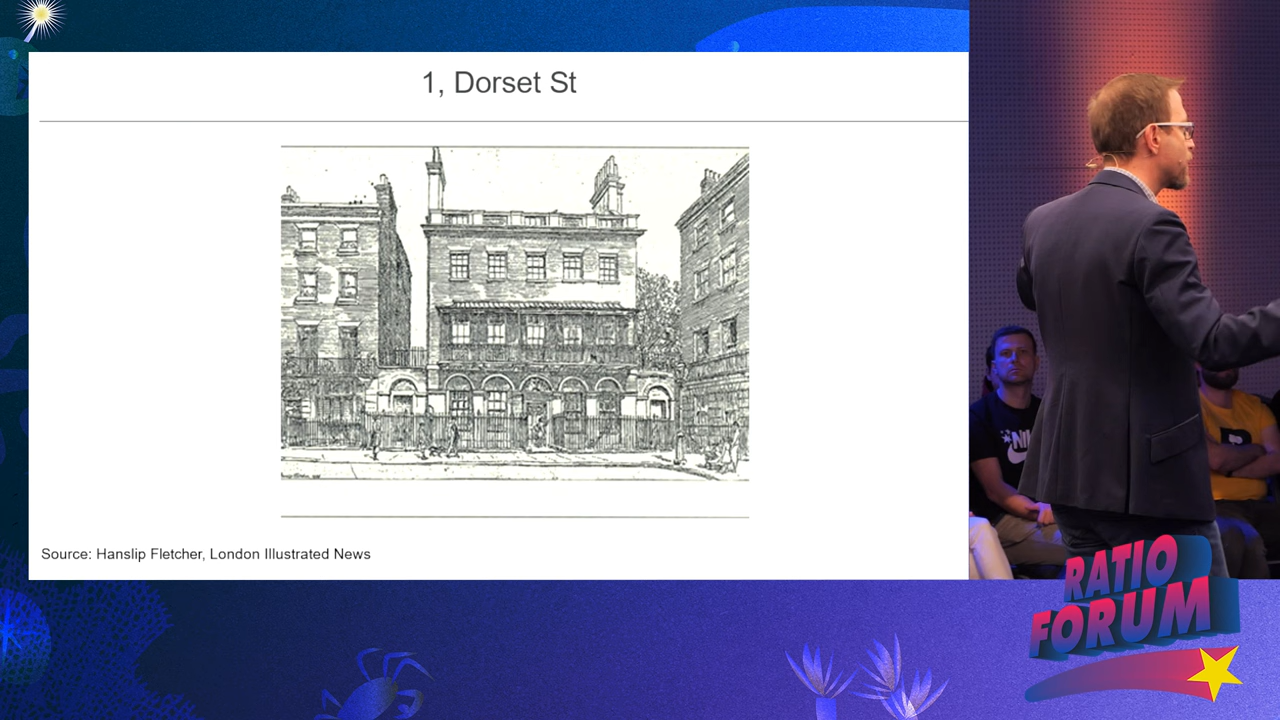 1, Dorset St
Source: Hanslip Fletcher, London Illustrated News
RATIO
FORUM